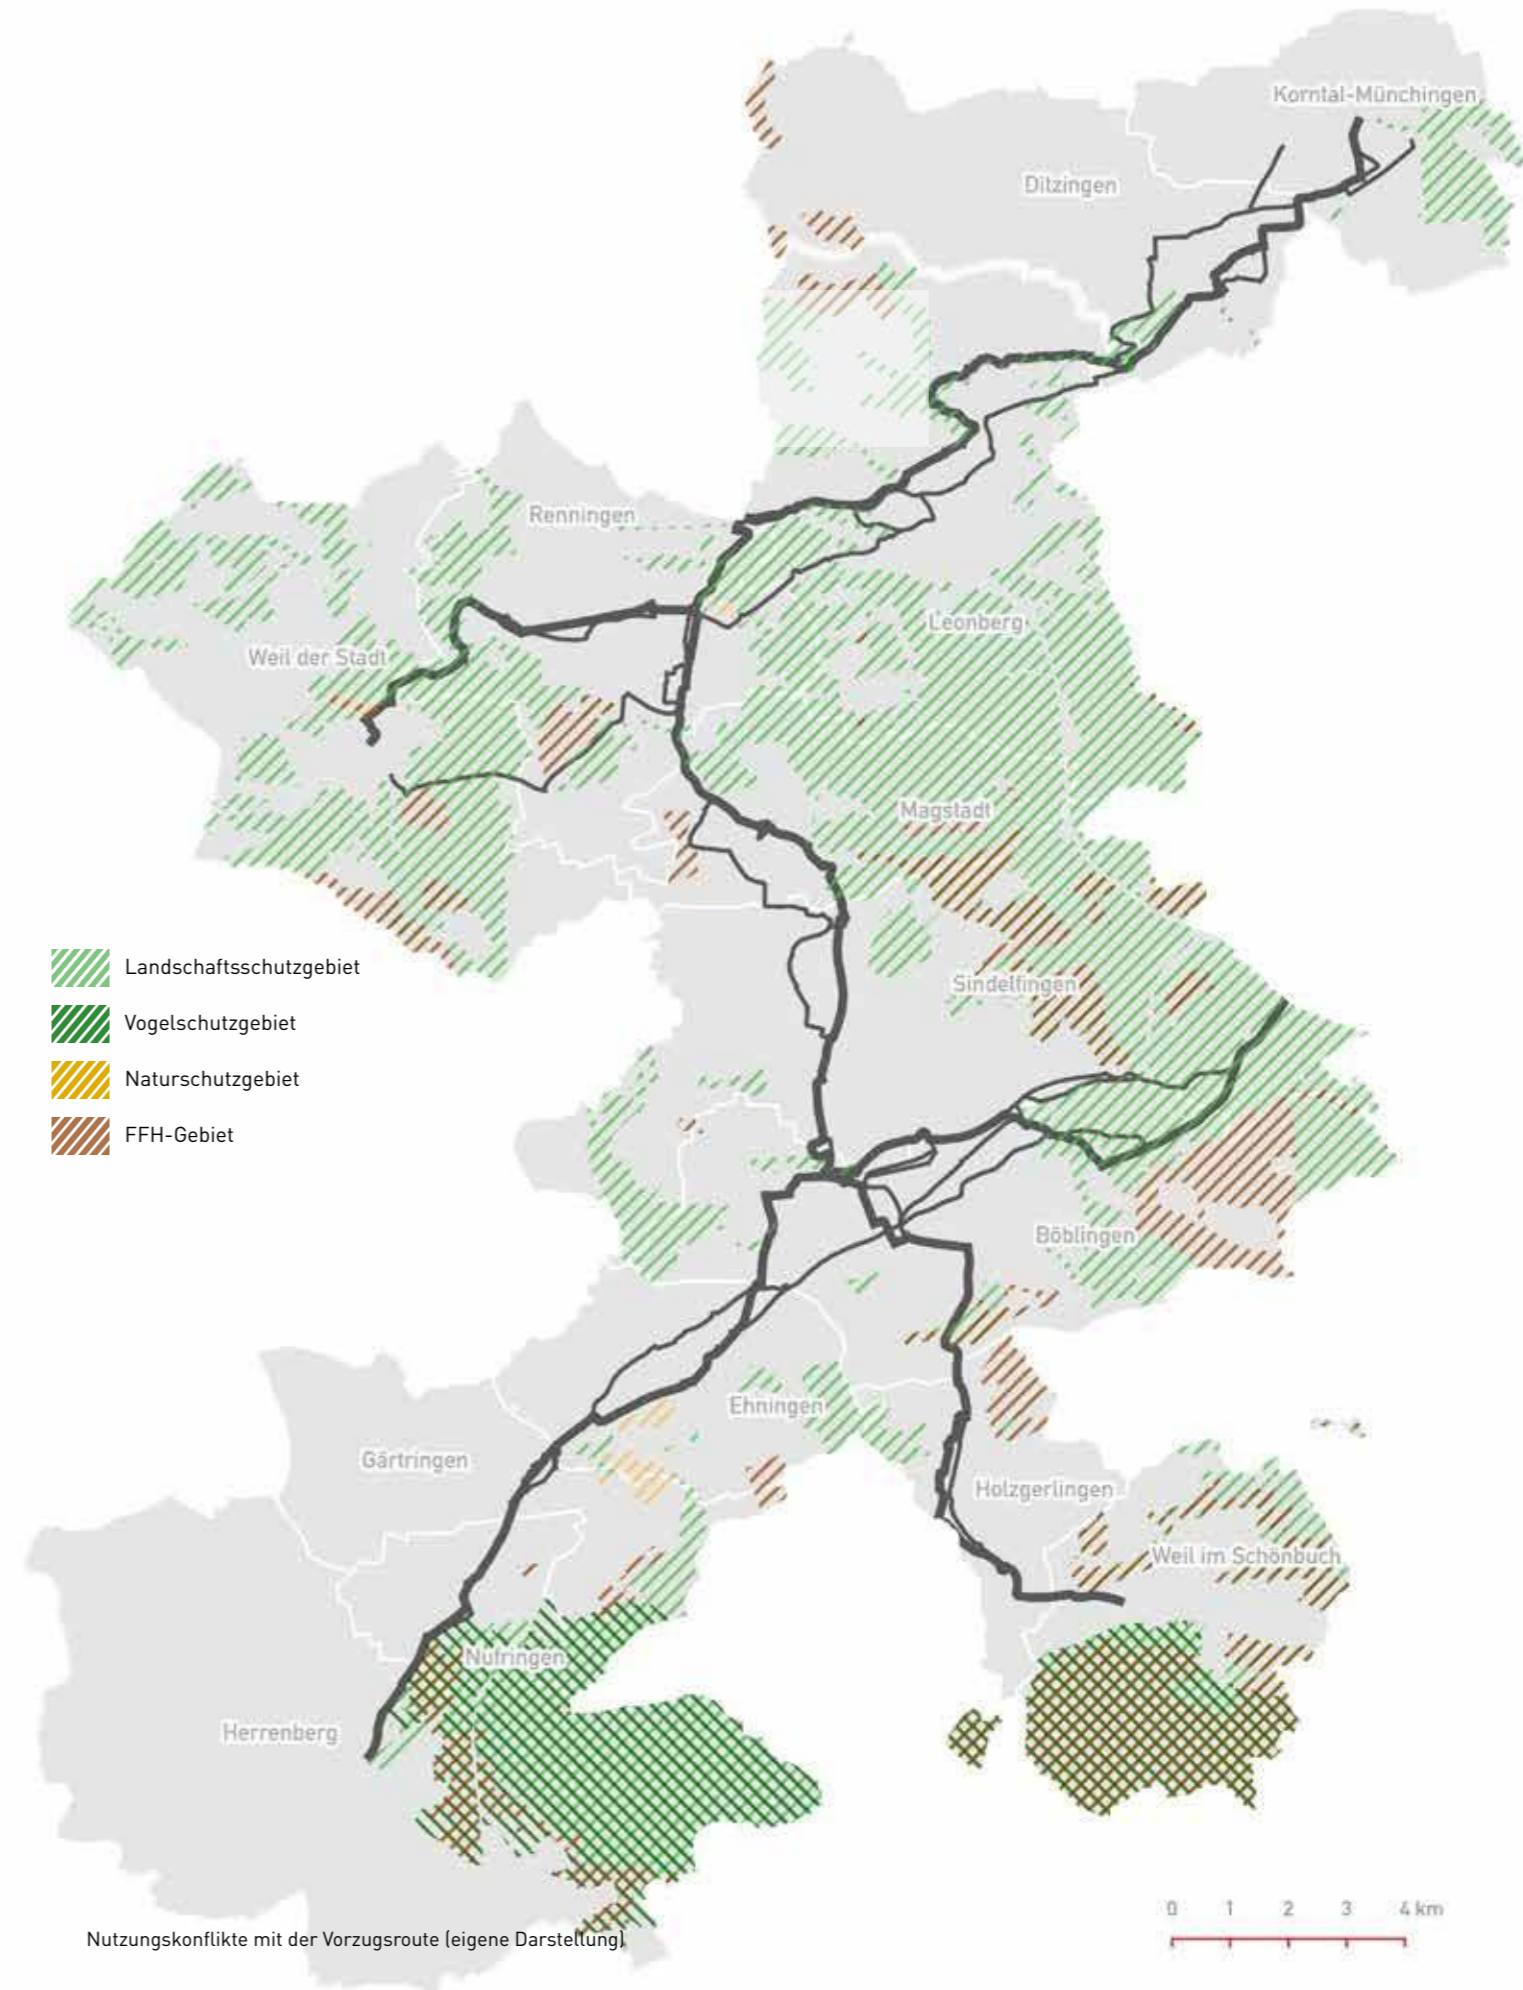 Korntal-Münchingen
Ditzingen
Renningen
Leonberg
Weil der Stadt
Magstadt
Landschaftsschutzgebiet
Sindelfingen
Vogelschutzgebiet
Naturschutzgebiet
FFH-Gebiet
Böblingen
Ehningen
Gärtringen
Holzgerlingen
Weil im Schönbuch
Nufringen
Herrenberg
0 1 2 3 4 km
Nutzungskonflikte mit der Vorzugsroute (eigene Darstellung)